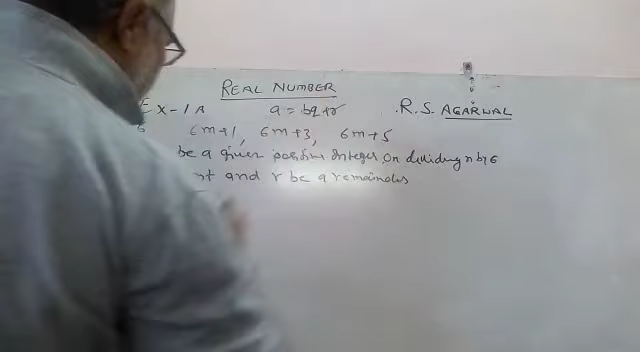 REAL NUMBER
Ex-1A a = bq+r R.S. AGARWAL
6m+1, 6m+3, 6m+5
be a given positive integer on dividing n by 6
and r be a remainder